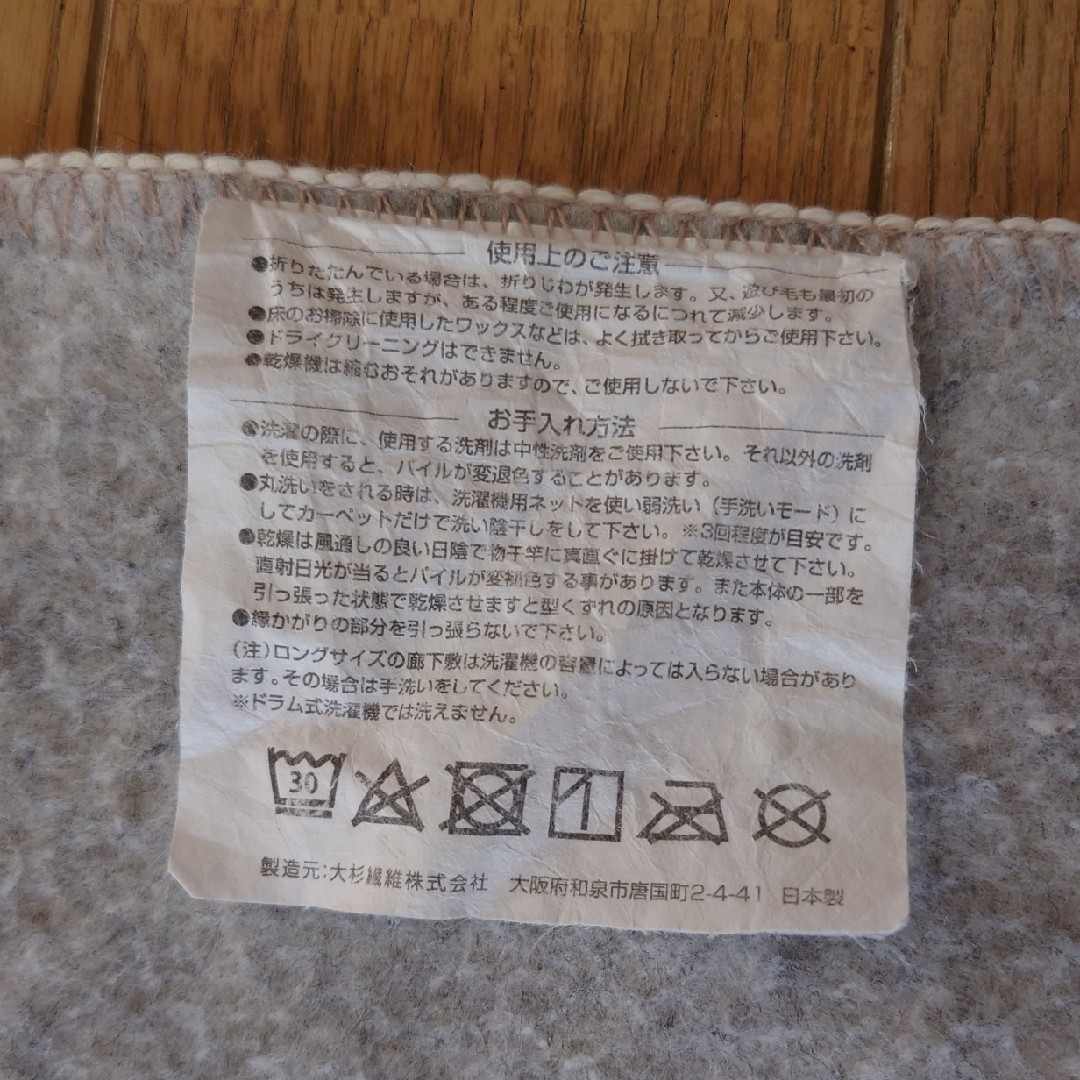 使用上のご注意
●折りたたんでいる場合は、折りじわが発生します。又、遊び毛も最初の
うちは発生しますが、ある程度ご使用になるにつれて減少します。
●床のお掃除に使用したワックスなどは、よく拭き取ってからご使用下さい。
●ドライクリーニングはできません。
●乾燥機は縮むおそれがありますので、ご使用しないで下さい。
お手入れ方法
●洗濯の際に、使用する洗剤は中性洗剤をご使用下さい。それ以外の洗剤
を使用すると、パイルが変退色することがあります。
●丸洗いをされる時は、洗濯機用ネットを使い弱洗い（手洗いモード）に
してカーペットだけで洗い陰干しをして下さい。※3回程度が目安です。
●乾燥は風通しの良い日陰で物干竿に真直ぐに掛けて乾燥させて下さい。
直射日光が当るとパイルが変褪色する事があります。また本体の一部を
引っ張った状態で乾燥させますと型くずれの原因となります。
●縁かがりの部分を引っ張らないで下さい。
（注）ロングサイズの廊下敷は洗濯機の容量によっては入らない場合があり
ます。その場合は手洗いをしてください。
※ドラム式洗濯機では洗えません。
30
製造元:大杉繊維株式会社 大阪府和泉市唐国町2-4-41 日本製